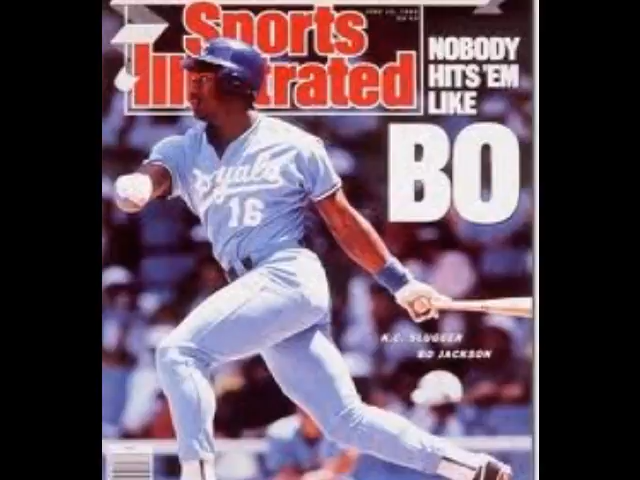 Sports
Illustrated
NOBODY
HITS 'EM
LIKE
BO
Royals
16
K.C. SLUGGER
BO JACKSON